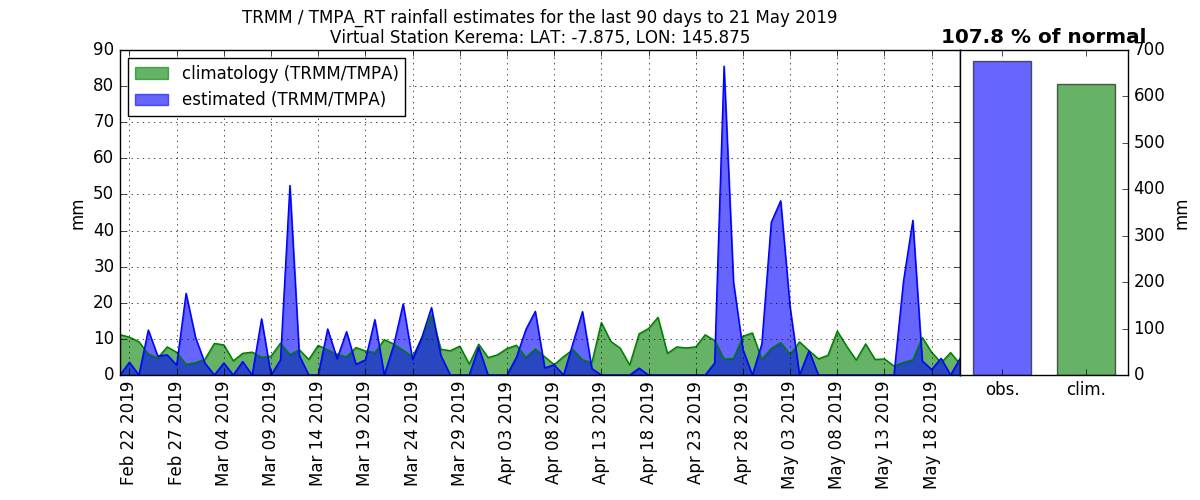 TRMM / TMPA_RT rainfall estimates for the last 90 days to 21 May 2019
Virtual Station Kerema: LAT: -7.875, LON: 145.875
107.8 % of normal
climatology (TRMM/TMPA)
estimated (TRMM/TMPA)
90
80
70
60
50
40
30
20
10
0
mm
Feb 22 2019
Feb 27 2019
Mar 04 2019
Mar 09 2019
Mar 14 2019
Mar 19 2019
Mar 24 2019
Mar 29 2019
Apr 03 2019
Apr 08 2019
Apr 13 2019
Apr 18 2019
Apr 23 2019
Apr 28 2019
May 03 2019
May 08 2019
May 13 2019
May 18 2019
obs.
clim.
700
600
500
400
300
200
100
0
mm